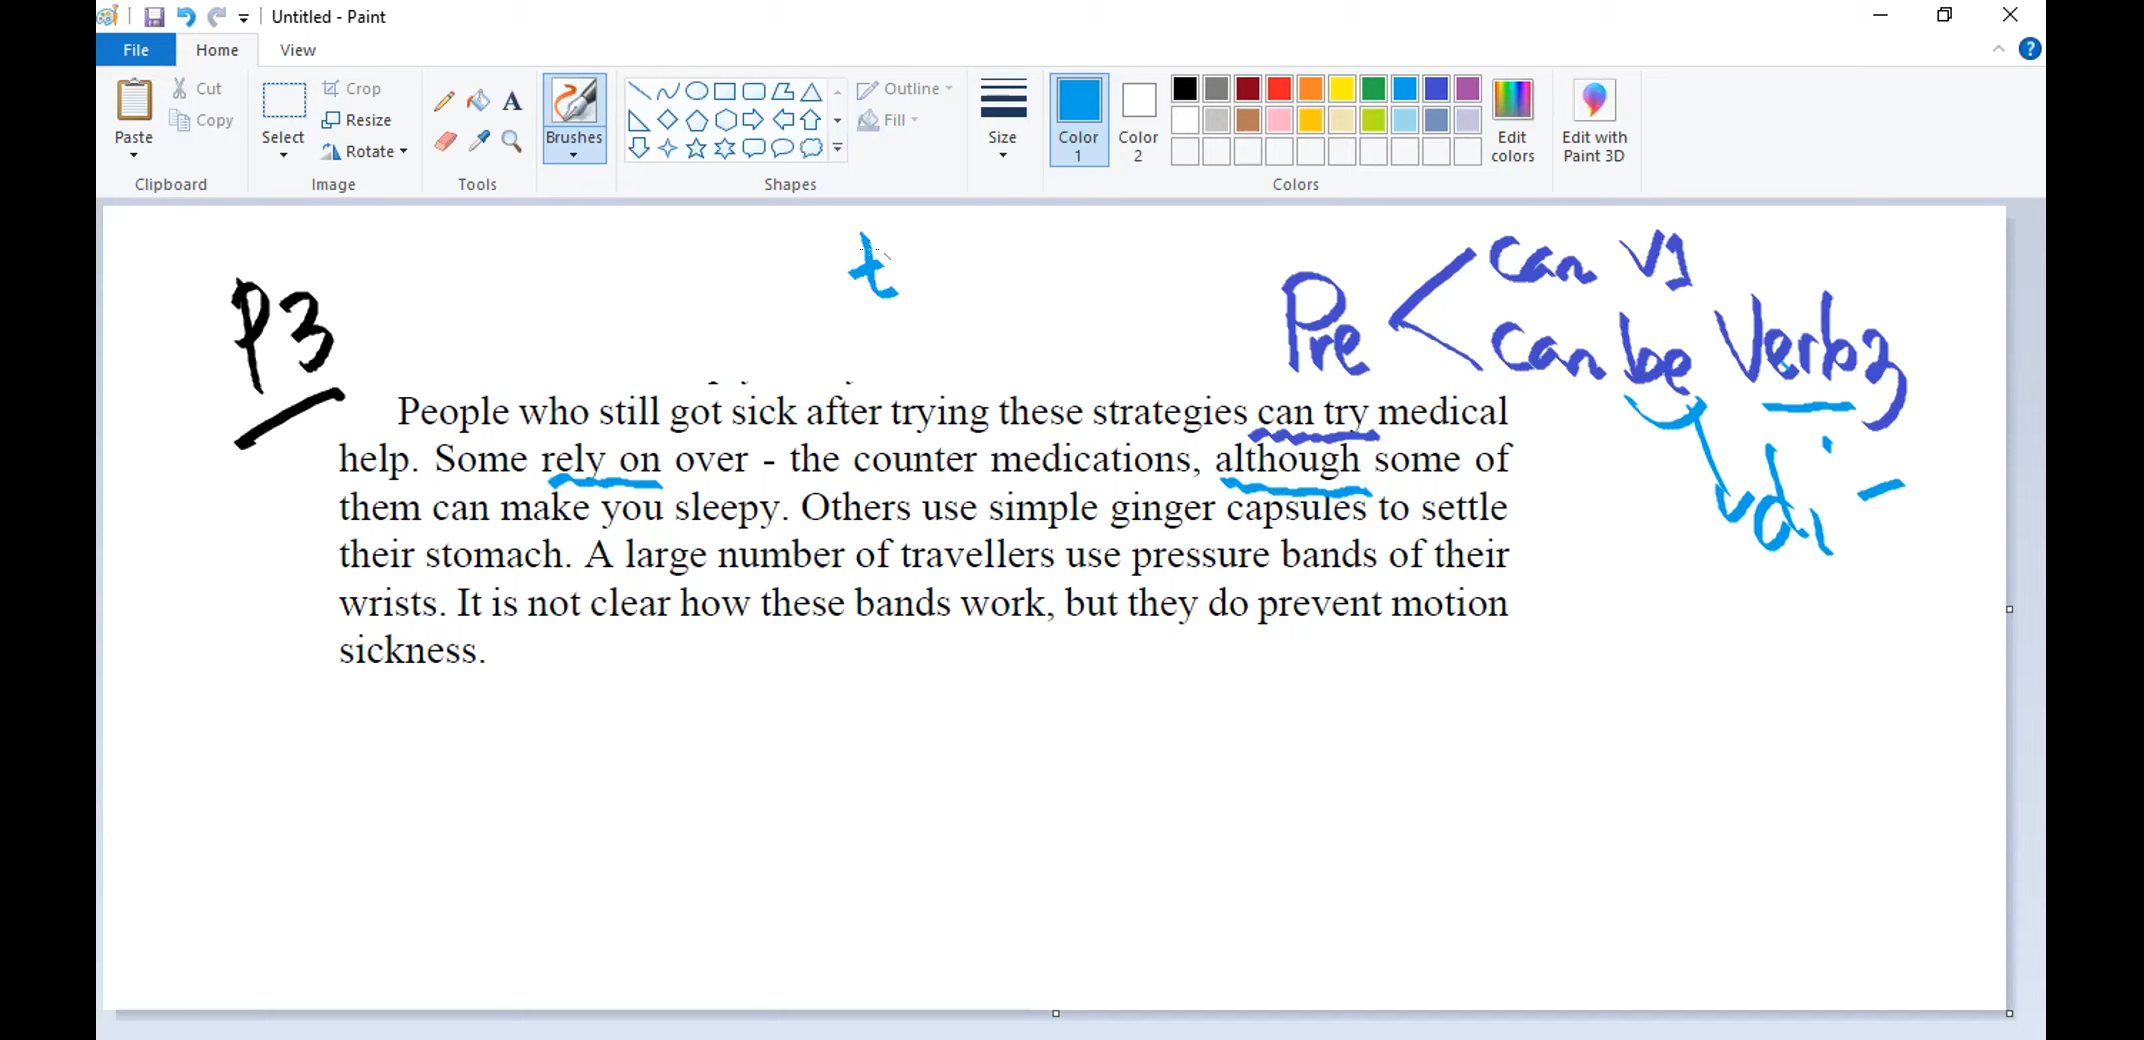 Untitled - Paint
File Home View
Paste
Cut
Copy
Clipboard
Select
Crop
Resize
Rotate
Image
A
Tools
Brushes
Outline
Fill
Shapes
Size
Color 1
Color 2
Edit colors
Colors
Edit with Paint 3D
t
P3
Pre
can
can be Verb
People who still got sick after trying these strategies can try medical
help. Some rely on over - the counter medications, although some of
them can make you sleepy. Others use simple ginger capsules to settle
their stomach. A large number of travellers use pressure bands of their
wrists. It is not clear how these bands work, but they do prevent motion
sickness.